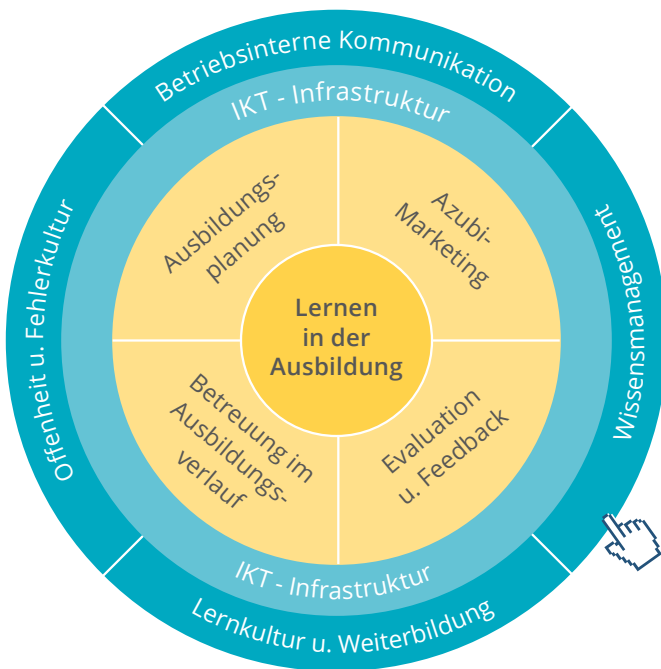 Betriebsinterne Kommunikation
IKT - Infrastruktur
Ausbildungs-
planung
Azubi-
Marketing
Offenheit u. Fehlerkultur
Wissensmanagement
Lernen
in der
Ausbildung
Betreuung im
Ausbildungs-
verlauf
Evaluation
u. Feedback
IKT - Infrastruktur
Lernkultur u. Weiterbildung